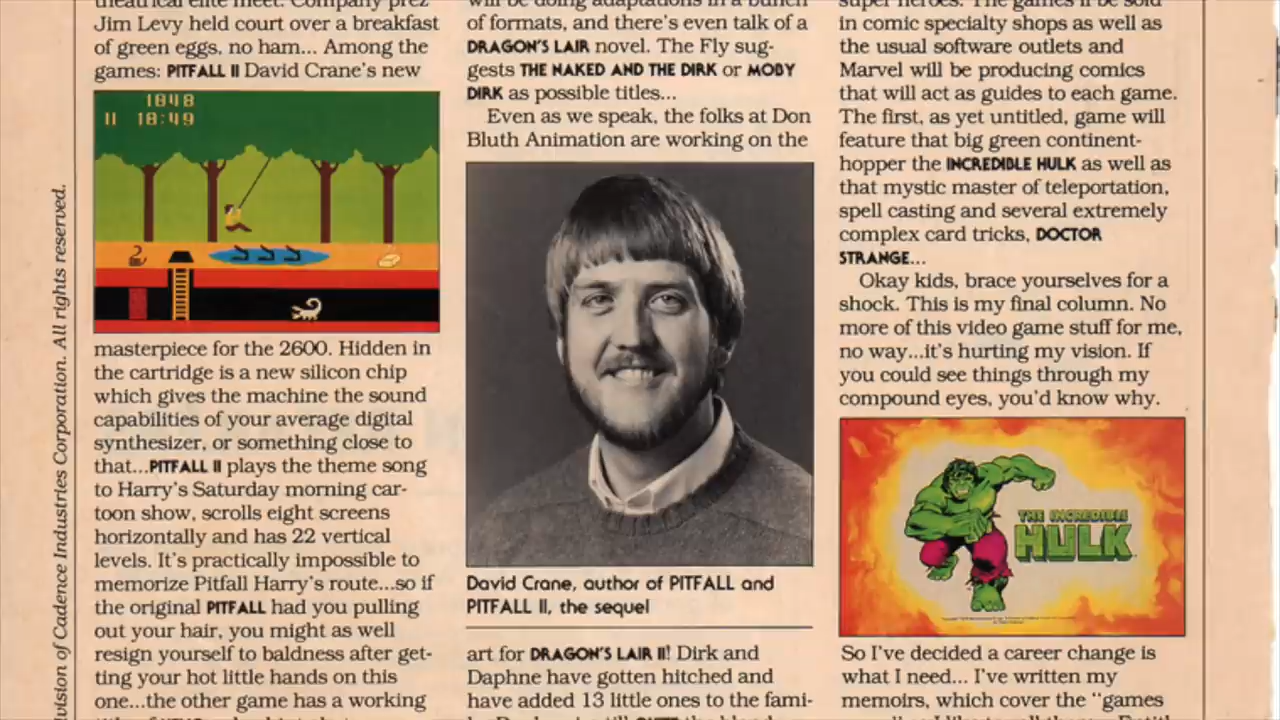 theatrical elite meet. Company prez
Jim Levy held court over a breakfast
of green eggs, no ham... Among the
games: PITFALL II David Crane's new
1848
II 18:49
masterpiece for the 2600. Hidden in
the cartridge is a new silicon chip
which gives the machine the sound
capabilities of your average digital
synthesizer, or something close to
that...PITFALL II plays the theme song
to Harry's Saturday morning car-
toon show, scrolls eight screens
horizontally and has 22 vertical
levels. It's practically impossible to
memorize Pitfall Harry's route...so if
the original PITFALL had you pulling
out your hair, you might as well
resign yourself to baldness after get-
ting your hot little hands on this
one...the other game has a working
will be doing adaptations in a bunch
of formats, and there's even talk of a
DRAGON'S LAIR novel. The Fly sug-
gests THE NAKED AND THE DIRK or MOBY
DIRK as possible titles...
Even as we speak, the folks at Don
Bluth Animation are working on the
David Crane, author of PITFALL and
PITFALL II, the sequel
art for DRAGON'S LAIR II! Dirk and
Daphne have gotten hitched and
have added 13 little ones to the fami-
super heroes. The games'll be sold
in comic specialty shops as well as
the usual software outlets and
Marvel will be producing comics
that will act as guides to each game.
The first, as yet untitled, game will
feature that big green continent-
hopper the INCREDIBLE HULK as well as
that mystic master of teleportation,
spell casting and several extremely
complex card tricks, DOCTOR
STRANGE...
Okay kids, brace yourselves for a
shock. This is my final column. No
more of this video game stuff for me,
no way...it's hurting my vision. If
you could see things through my
compound eyes, you'd know why.
THE INCREDIBLE
HULK
So I've decided a career change is
what I need... I've written my
memoirs, which cover the "games
vision of Cadence Industries Corporation. All rights reserved.